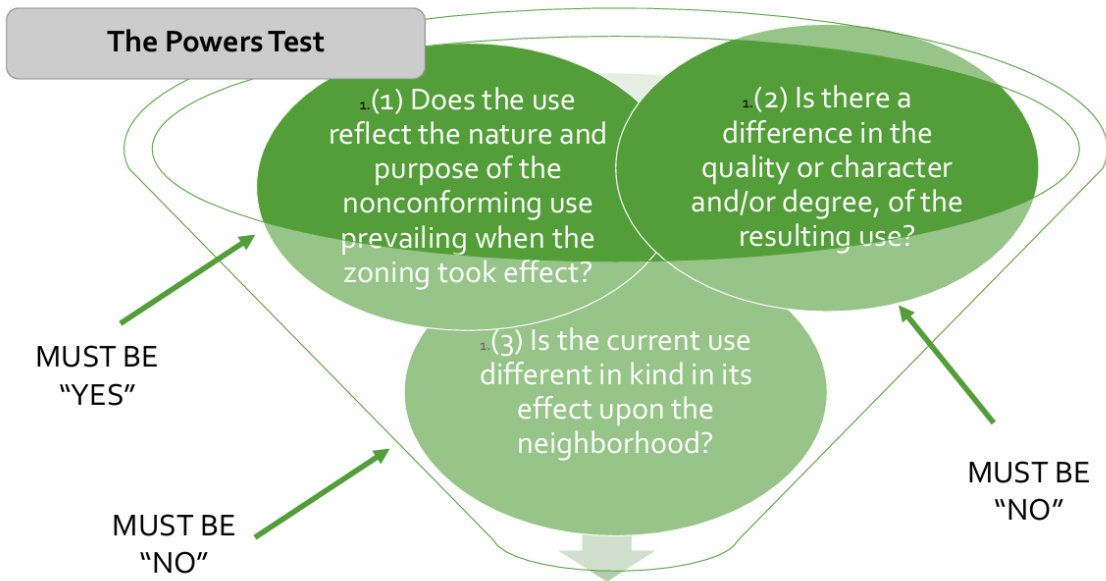 The Powers Test
1.(1) Does the use
reflect the nature and
purpose of the
nonconforming use
prevailing when the
zoning took effect?
1.(2) Is there a
difference in the
quality or character
and/or degree, of the
resulting use?
MUST BE
“YES”
1.(3) Is the current use
different in kind in its
effect upon the
neighborhood?
MUST BE
“NO”
MUST BE
“NO”